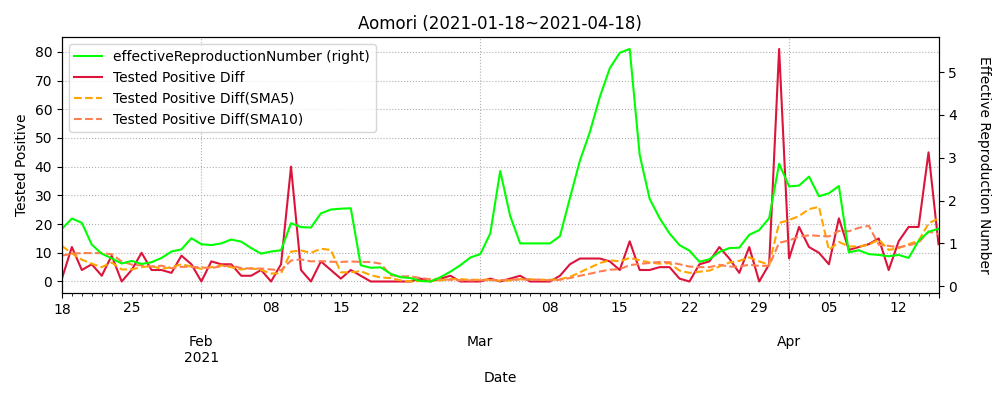 Aomori (2021-01-18~2021-04-18)
effectiveReproductionNumber (right)
Tested Positive Diff
Tested Positive Diff(SMA5)
Tested Positive Diff(SMA10)
Tested Positive
80
70
60
50
40
30
20
10
0
5
4
3
2
1
0
Effective Reproduction Number
18 25 08 15 22 08 15 22 29 05 12
Feb Mar Apr
2021
Date